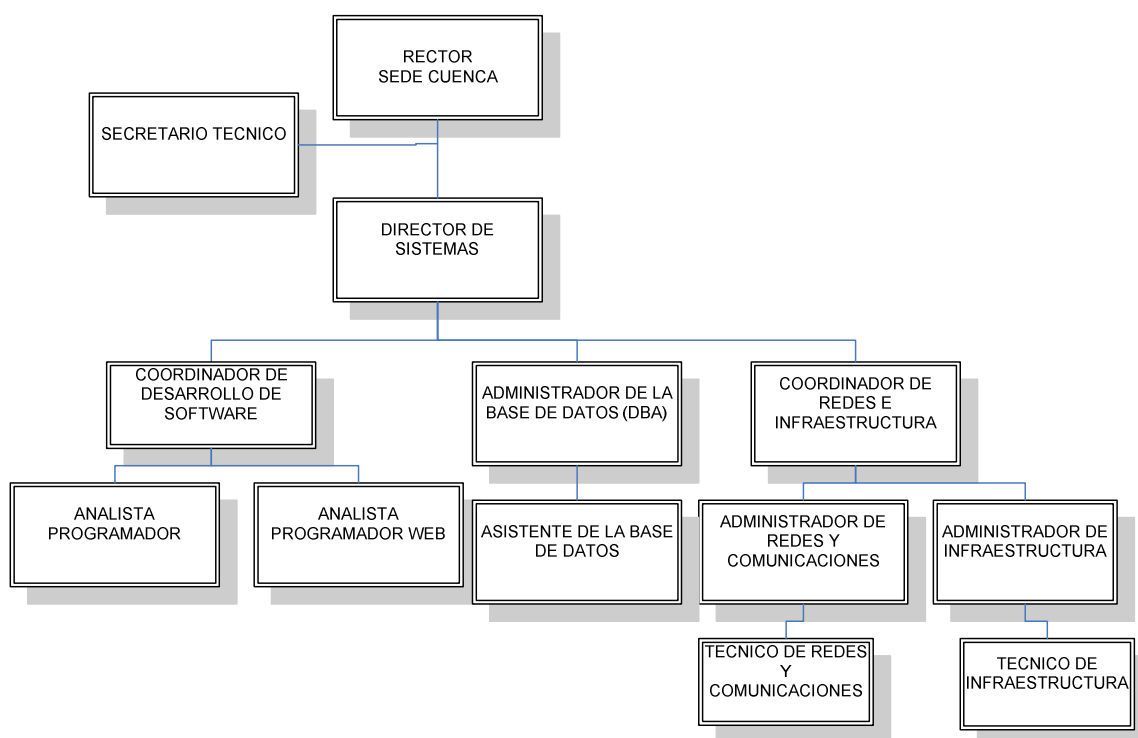 RECTOR
SEDE CUENCA
SECRETARIO TECNICO
DIRECTOR DE
SISTEMAS
COORDINADOR DE
DESARROLLO DE
SOFTWARE
ADMINISTRADOR DE LA
BASE DE DATOS (DBA)
COORDINADOR DE
REDES E
INFRAESTRUCTURA
ANALISTA
PROGRAMADOR
ANALISTA
PROGRAMADOR WEB
ASISTENTE DE LA BASE
DE DATOS
ADMINISTRADOR DE
REDES Y
COMUNICACIONES
ADMINISTRADOR DE
INFRAESTRUCTURA
TECNICO DE REDES
Y
COMUNICACIONES
TECNICO DE
INFRAESTRUCTURA